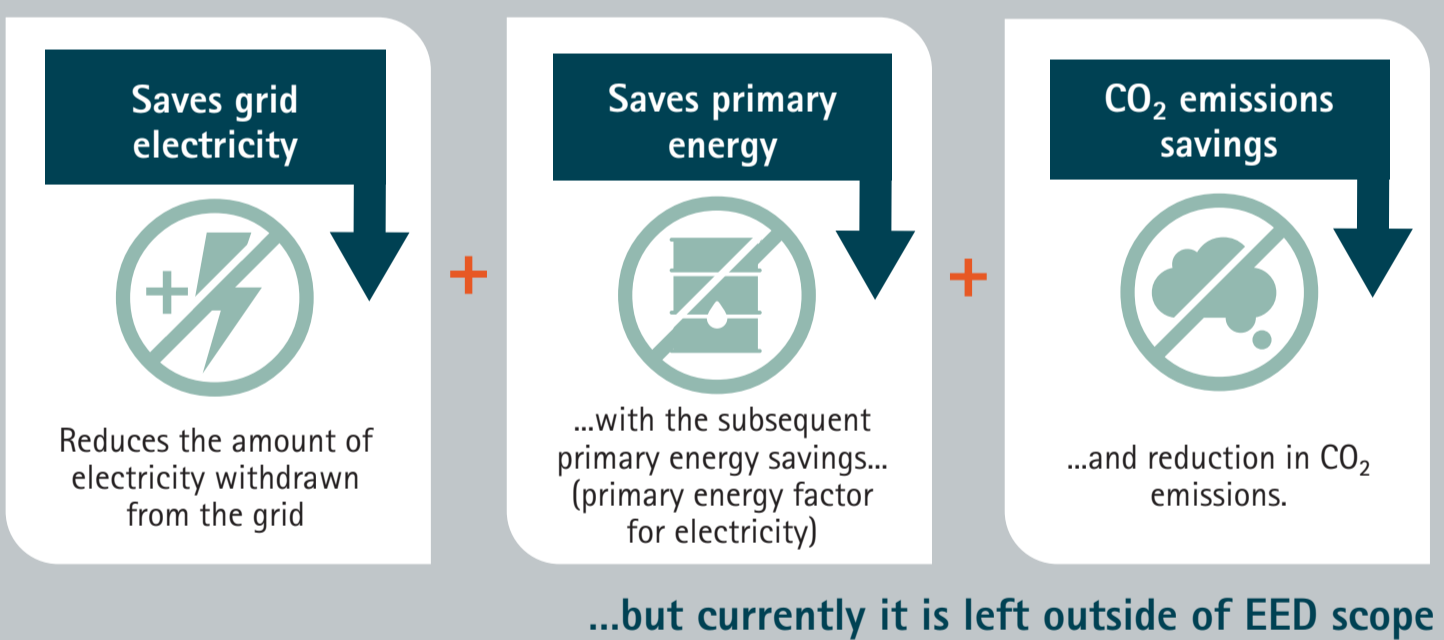 Saves grid
electricity
Reduces the amount of
electricity withdrawn
from the grid
+
Saves primary
energy
...with the subsequent
primary energy savings...
(primary energy factor
for electricity)
+
CO₂ emissions
savings
...and reduction in CO₂
emissions.
...but currently it is left outside of EED scope